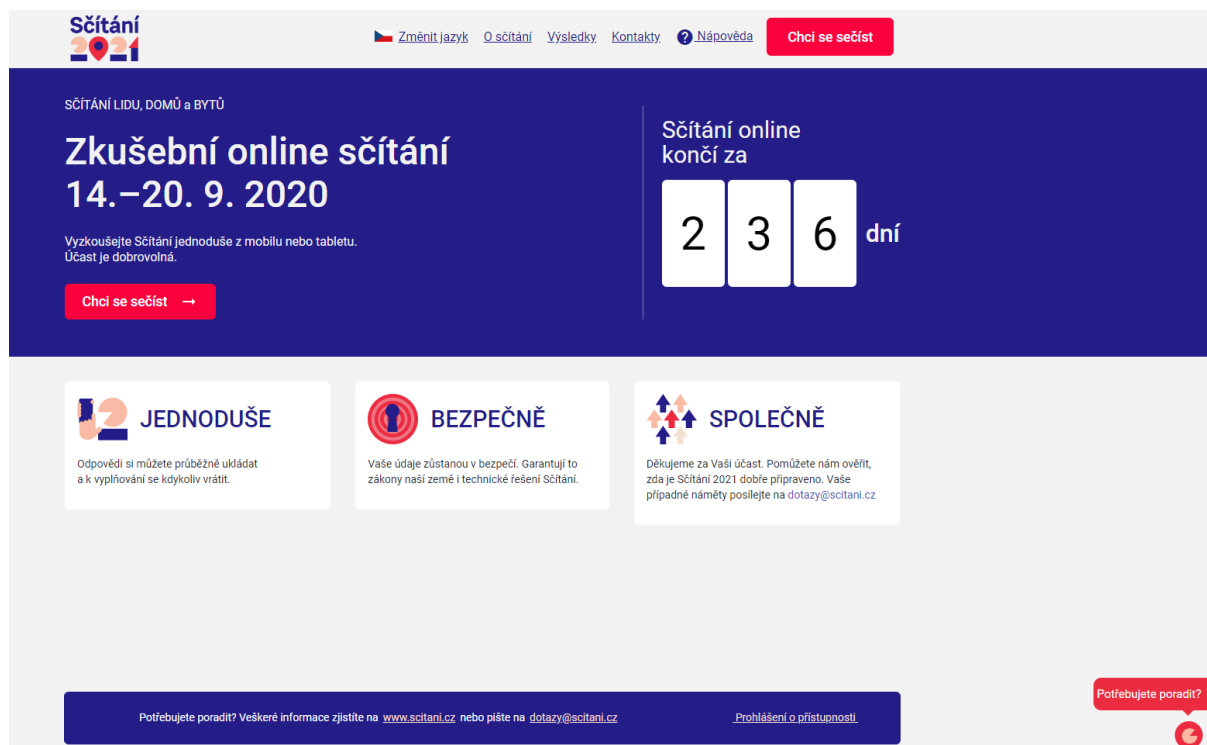 Sčítání
2021
Změnit jazyk O sčítání Výsledky Kontakty ? Nápověda Chci se sečíst
SČÍTÁNÍ LIDU, DOMŮ a BYTŮ
Zkušební online sčítání
14.–20. 9. 2020
Vyzkoušejte Sčítání jednoduše z mobilu nebo tabletu.
Účast je dobrovolná.
Chci se sečíst →
Sčítání online
končí za
2 3 6 dní
JEDNODUŠE
Odpovědi si můžete průběžně ukládat
a k vyplňování se kdykoliv vrátit.
BEZPEČNĚ
Vaše údaje zůstanou v bezpečí. Garantují to
zákony naší země i technické řešení Sčítání.
SPOLEČNĚ
Děkujeme za Vaši účast. Pomůžete nám ověřit,
zda je Sčítání 2021 dobře připraveno. Vaše
případné náměty posílejte na dotazy@scitani.cz
Potřebujete poradit? Veškeré informace zjistíte na www.scitani.cz nebo pište na dotazy@scitani.cz Prohlášení o přístupnosti
Potřebujete poradit?